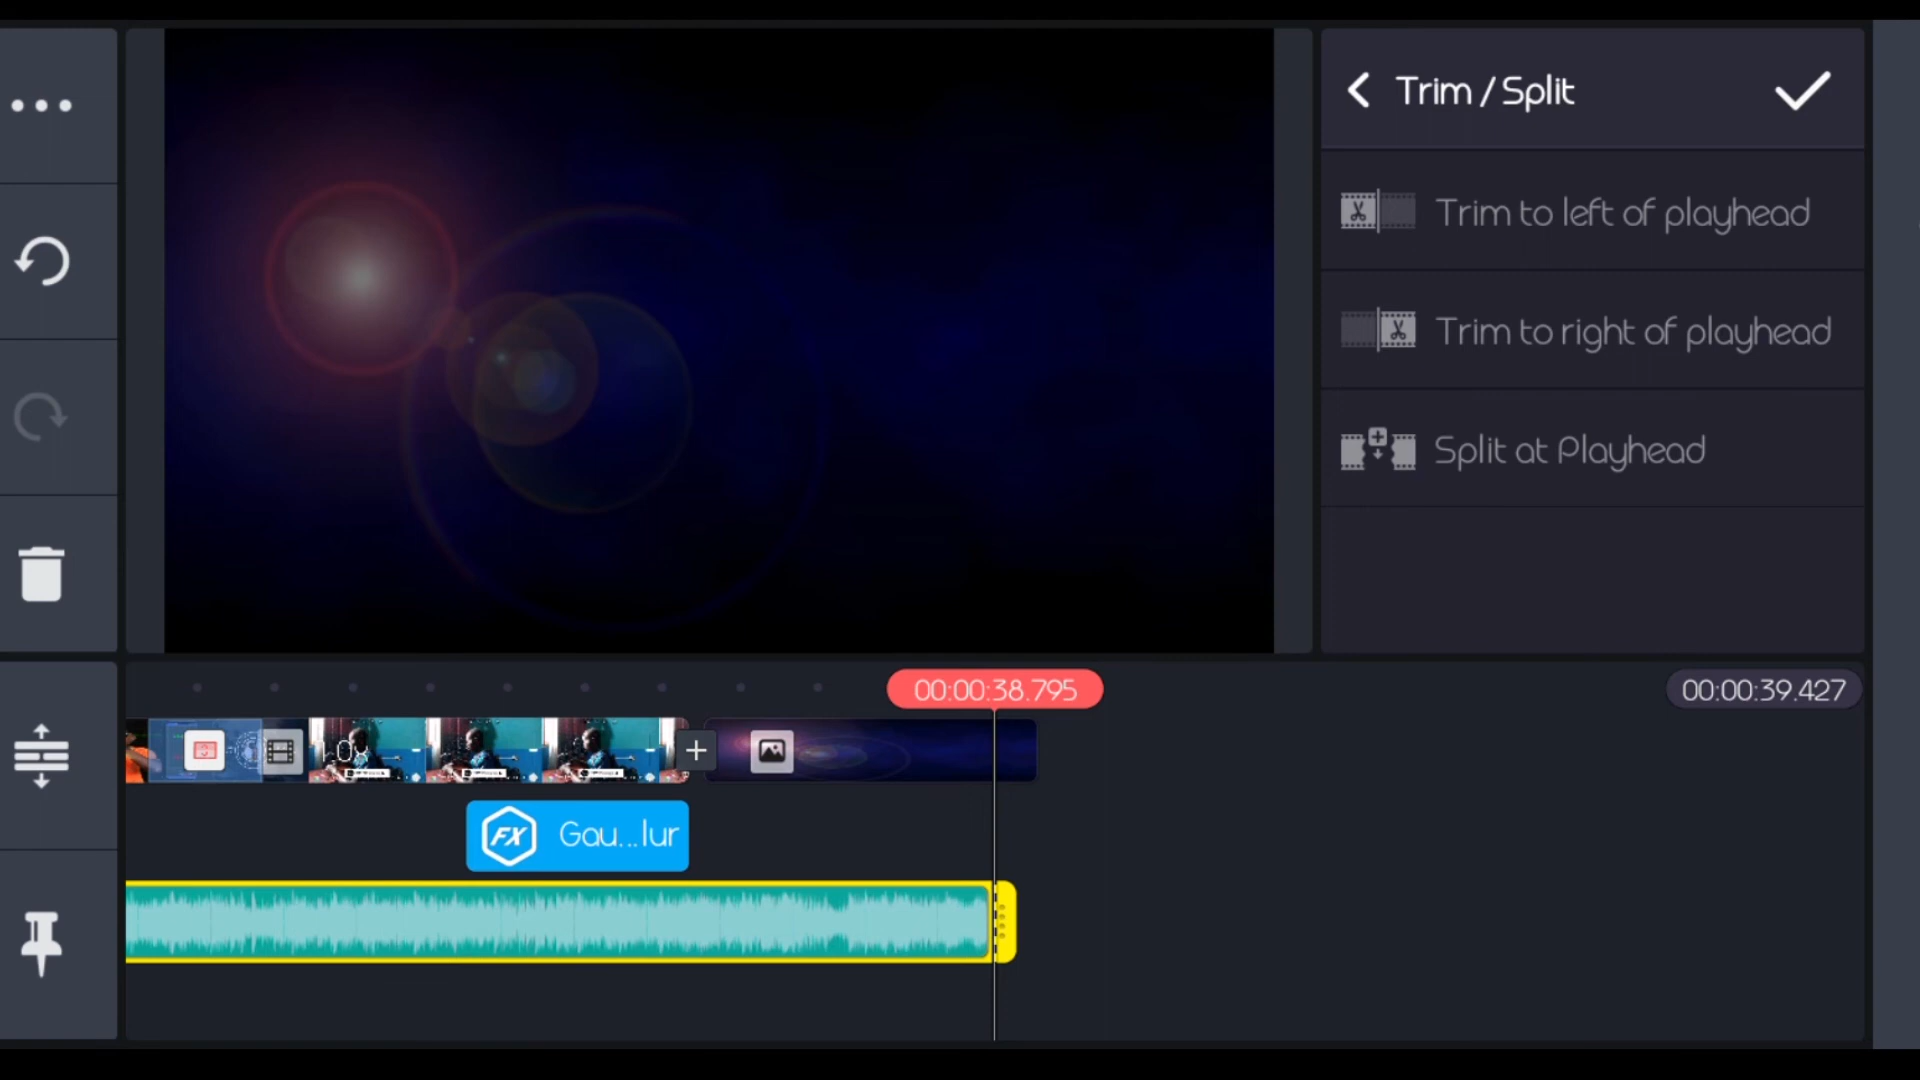 Trim / Split
Trim to left of playhead
Trim to right of playhead
Split at Playhead
00:00:38.795
00:00:39.427
FX Gau...lur